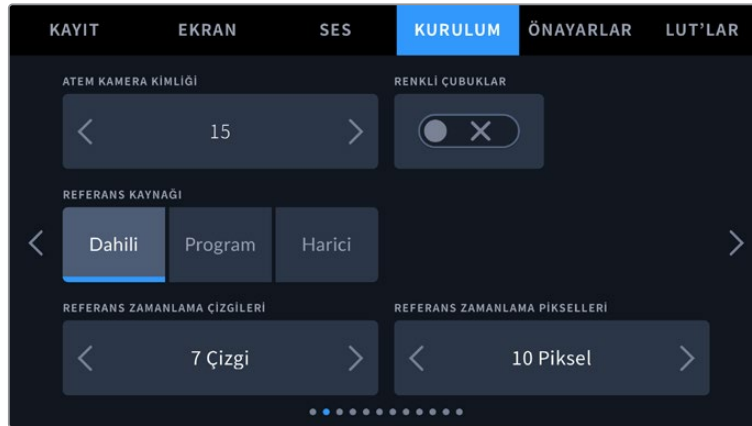 KAYIT EKRAN SES KURULUM ÖNAYARLAR LUT’LAR
ATEM KAMERA KİMLİĞİ RENKLİ ÇUBUKLAR
15
REFERANS KAYNAĞI
Dahili Program Harici
REFERANS ZAMANLAMA ÇİZGİLERİ REFERANS ZAMANLAMA PİKSELLERİ
7 Çizgi 10 Piksel